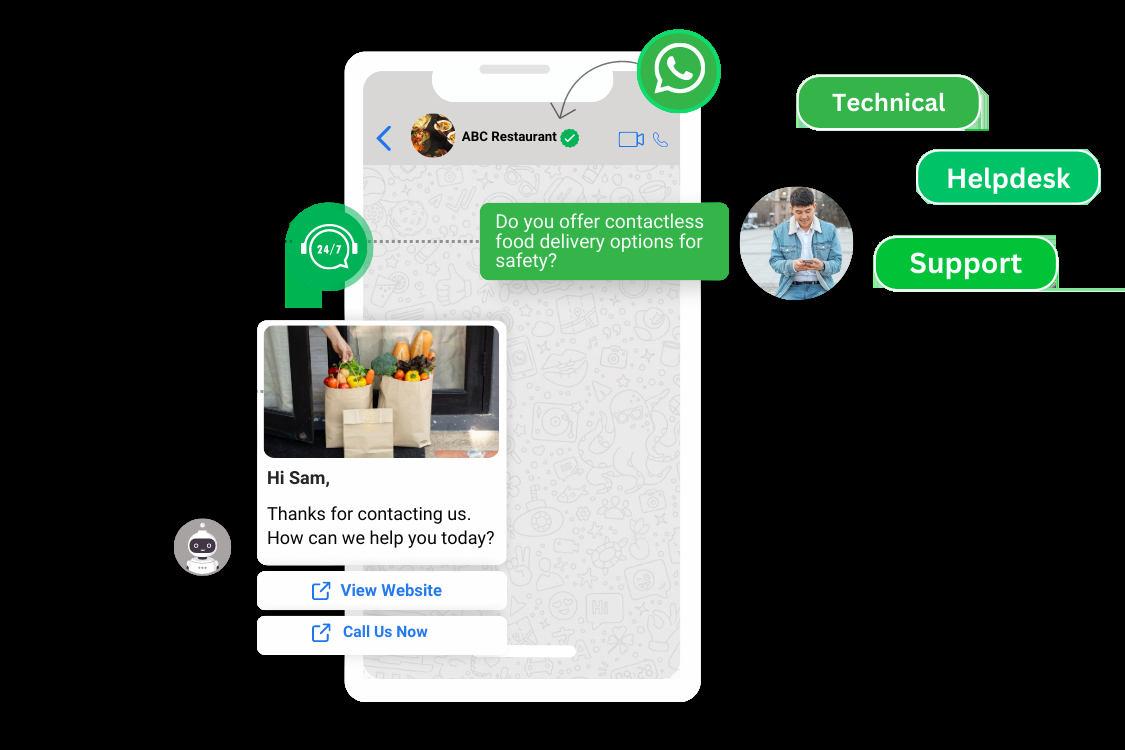 Technical
ABC Restaurant
Helpdesk
Do you offer contactless
food delivery options for
safety?
24/7
Support
Hi Sam,
Thanks for contacting us.
How can we help you today?
View Website
Hi
Call Us Now